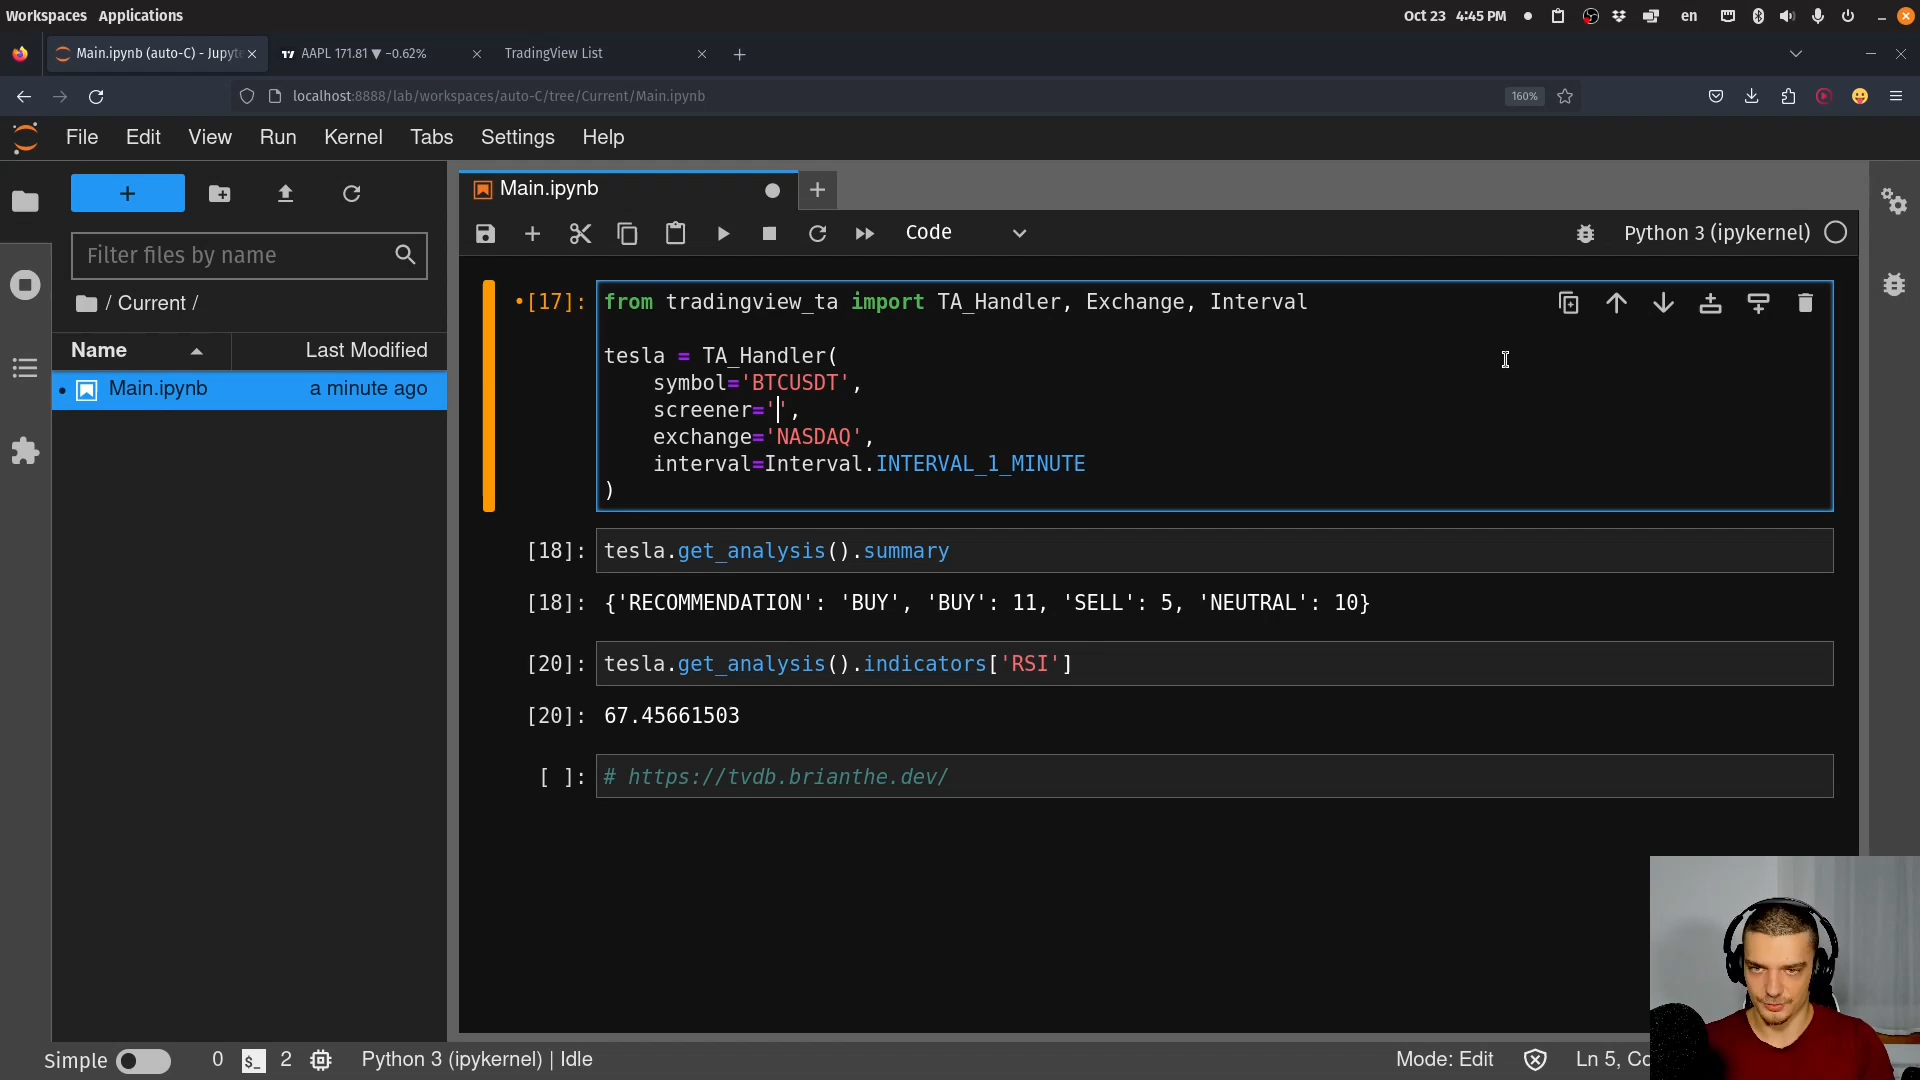 Workspaces Applications
Oct 23 4:45 PM
en
Main.ipynb (auto-C) - Jupyte
AAPL 171.81 ▼ −0.62%
TradingView List
localhost:8888/lab/workspaces/auto-C/tree/Current/Main.ipynb
160%
File Edit View Run Kernel Tabs Settings Help
Main.ipynb
Code
Python 3 (ipykernel)
Filter files by name
/ Current /
Name
Last Modified
Main.ipynb
a minute ago
[17]: from tradingview_ta import TA_Handler, Exchange, Interval
tesla = TA_Handler(
symbol='BTCUSDT',
screener='',
exchange='NASDAQ',
interval=Interval.INTERVAL_1_MINUTE
)
[18]: tesla.get_analysis().summary
[18]: {'RECOMMENDATION': 'BUY', 'BUY': 11, 'SELL': 5, 'NEUTRAL': 10}
[20]: tesla.get_analysis().indicators['RSI']
[20]: 67.45661503
[ ]: # https://tvdb.brianthe.dev/
Simple
0
2
Python 3 (ipykernel) | Idle
Mode: Edit
Ln 5, Co